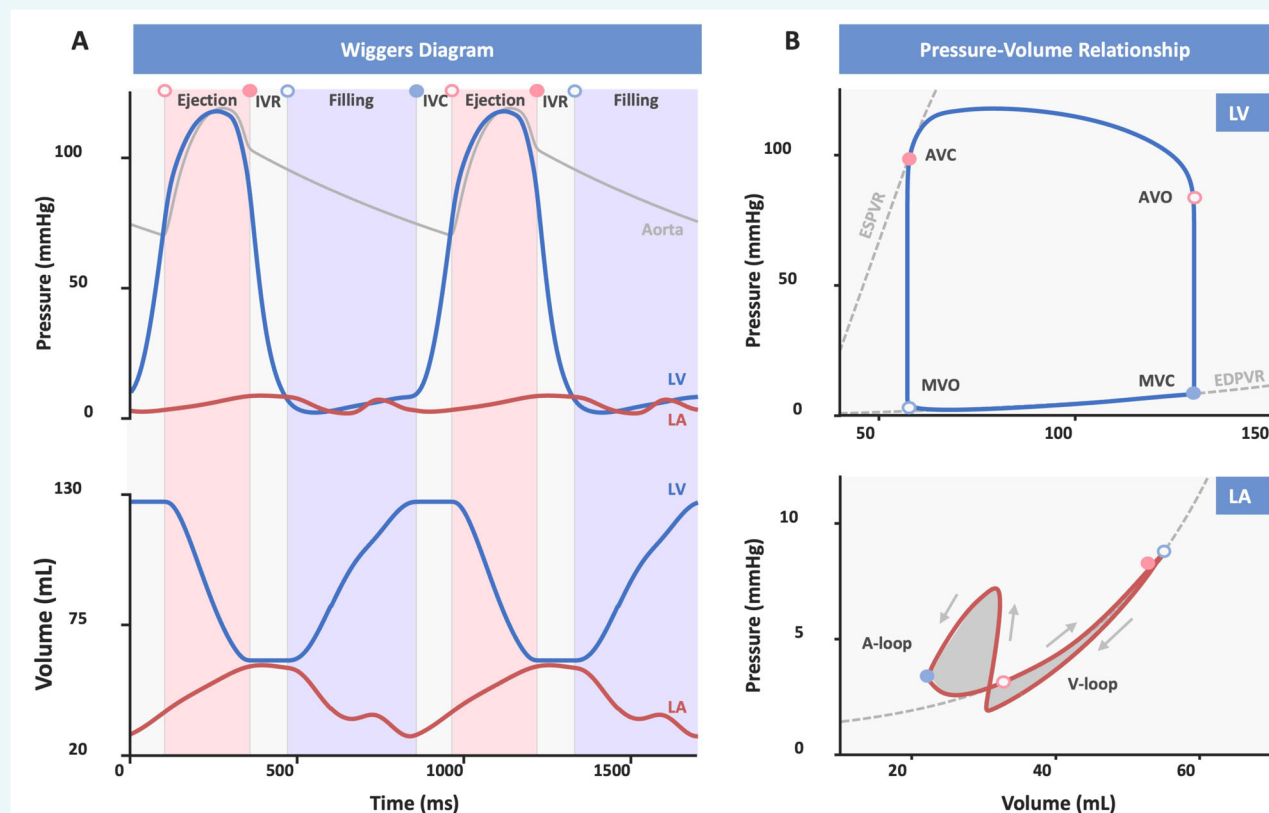 A
Wiggers Diagram
Ejection IVR Filling IVC Ejection IVR Filling
Pressure (mmHg)
100
50
0
Aorta
LV
LA
Volume (mL)
130
75
20
LV
LA
0 500 1000 1500
Time (ms)
B
Pressure-Volume Relationship
LV
Pressure (mmHg)
100
50
0
ESPVR
AVC
AVO
MVO
MVC
EDPVR
50 100 150
LA
Pressure (mmHg)
10
5
0
A-loop
V-loop
20 40 60
Volume (mL)